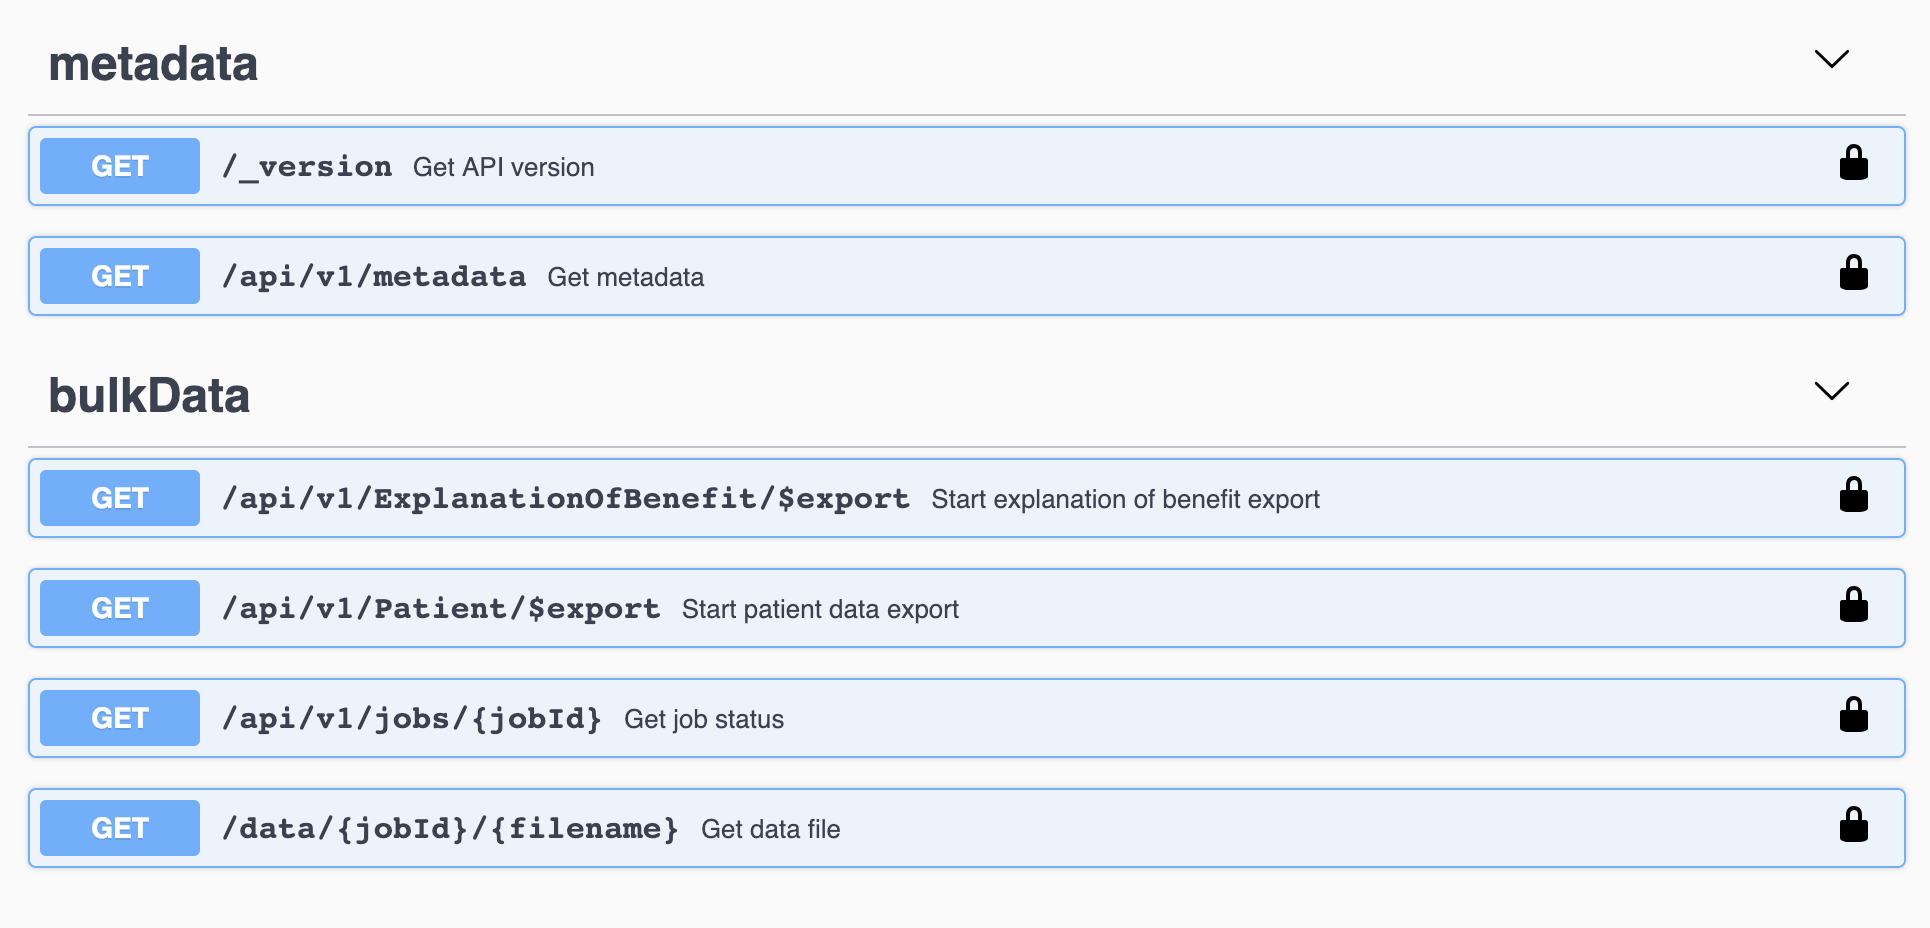 metadata
GET /_version Get API version
GET /api/v1/metadata Get metadata
bulkData
GET /api/v1/ExplanationOfBenefit/$export Start explanation of benefit export
GET /api/v1/Patient/$export Start patient data export
GET /api/v1/jobs/{jobId} Get job status
GET /data/{jobId}/{filename} Get data file